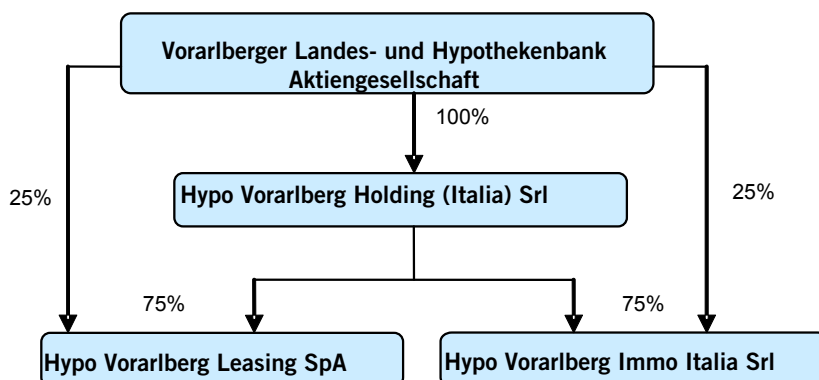 Vorarlberger Landes- und Hypothekenbank
Aktiengesellschaft
100%
25%
Hypo Vorarlberg Holding (Italia) Srl
25%
75%
75%
Hypo Vorarlberg Leasing SpA
Hypo Vorarlberg Immo Italia Srl